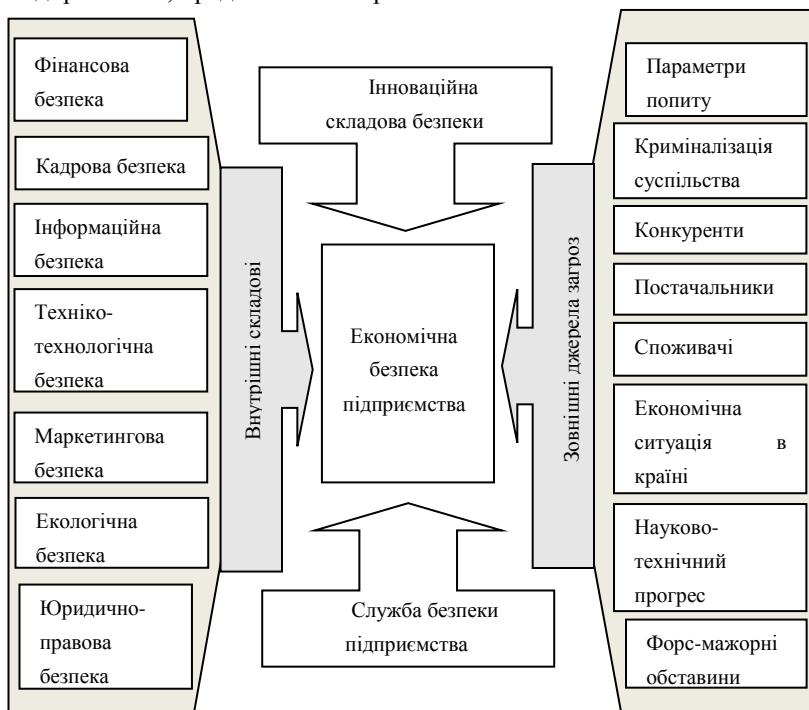 Фінансова
безпека
Кадрова безпека
Інформаційна
безпека
Техніко-
технологічна
безпека
Маркетингова
безпека
Екологічна
безпека
Юридично-
правова
безпека
Внутрішні складові
Інноваційна
складова безпеки
Економічна
безпека
підприємства
Служба безпеки
підприємства
Зовнішні джерела загроз
Параметри
попиту
Криміналізація
суспільства
Конкуренти
Постачальники
Споживачі
Економічна
ситуація в
країні
Науково-
технічний
прогрес
Форс-мажорні
обставини